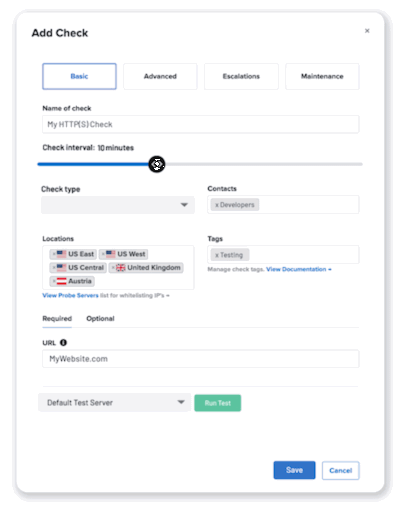 Add Check
×
Basic Advanced Escalations Maintenance
Name of check
My HTTP(S) Check
Check interval: 10 minutes
Check type Contacts
x Developers
Locations Tags
× US East × US West
× US Central × United Kingdom
× Austria
x Testing
Manage check tags. View Documentation
View Probe Servers list for whitelisting IP's
Required Optional
URL
MyWebsite.com
Default Test Server Run Test
Save Cancel